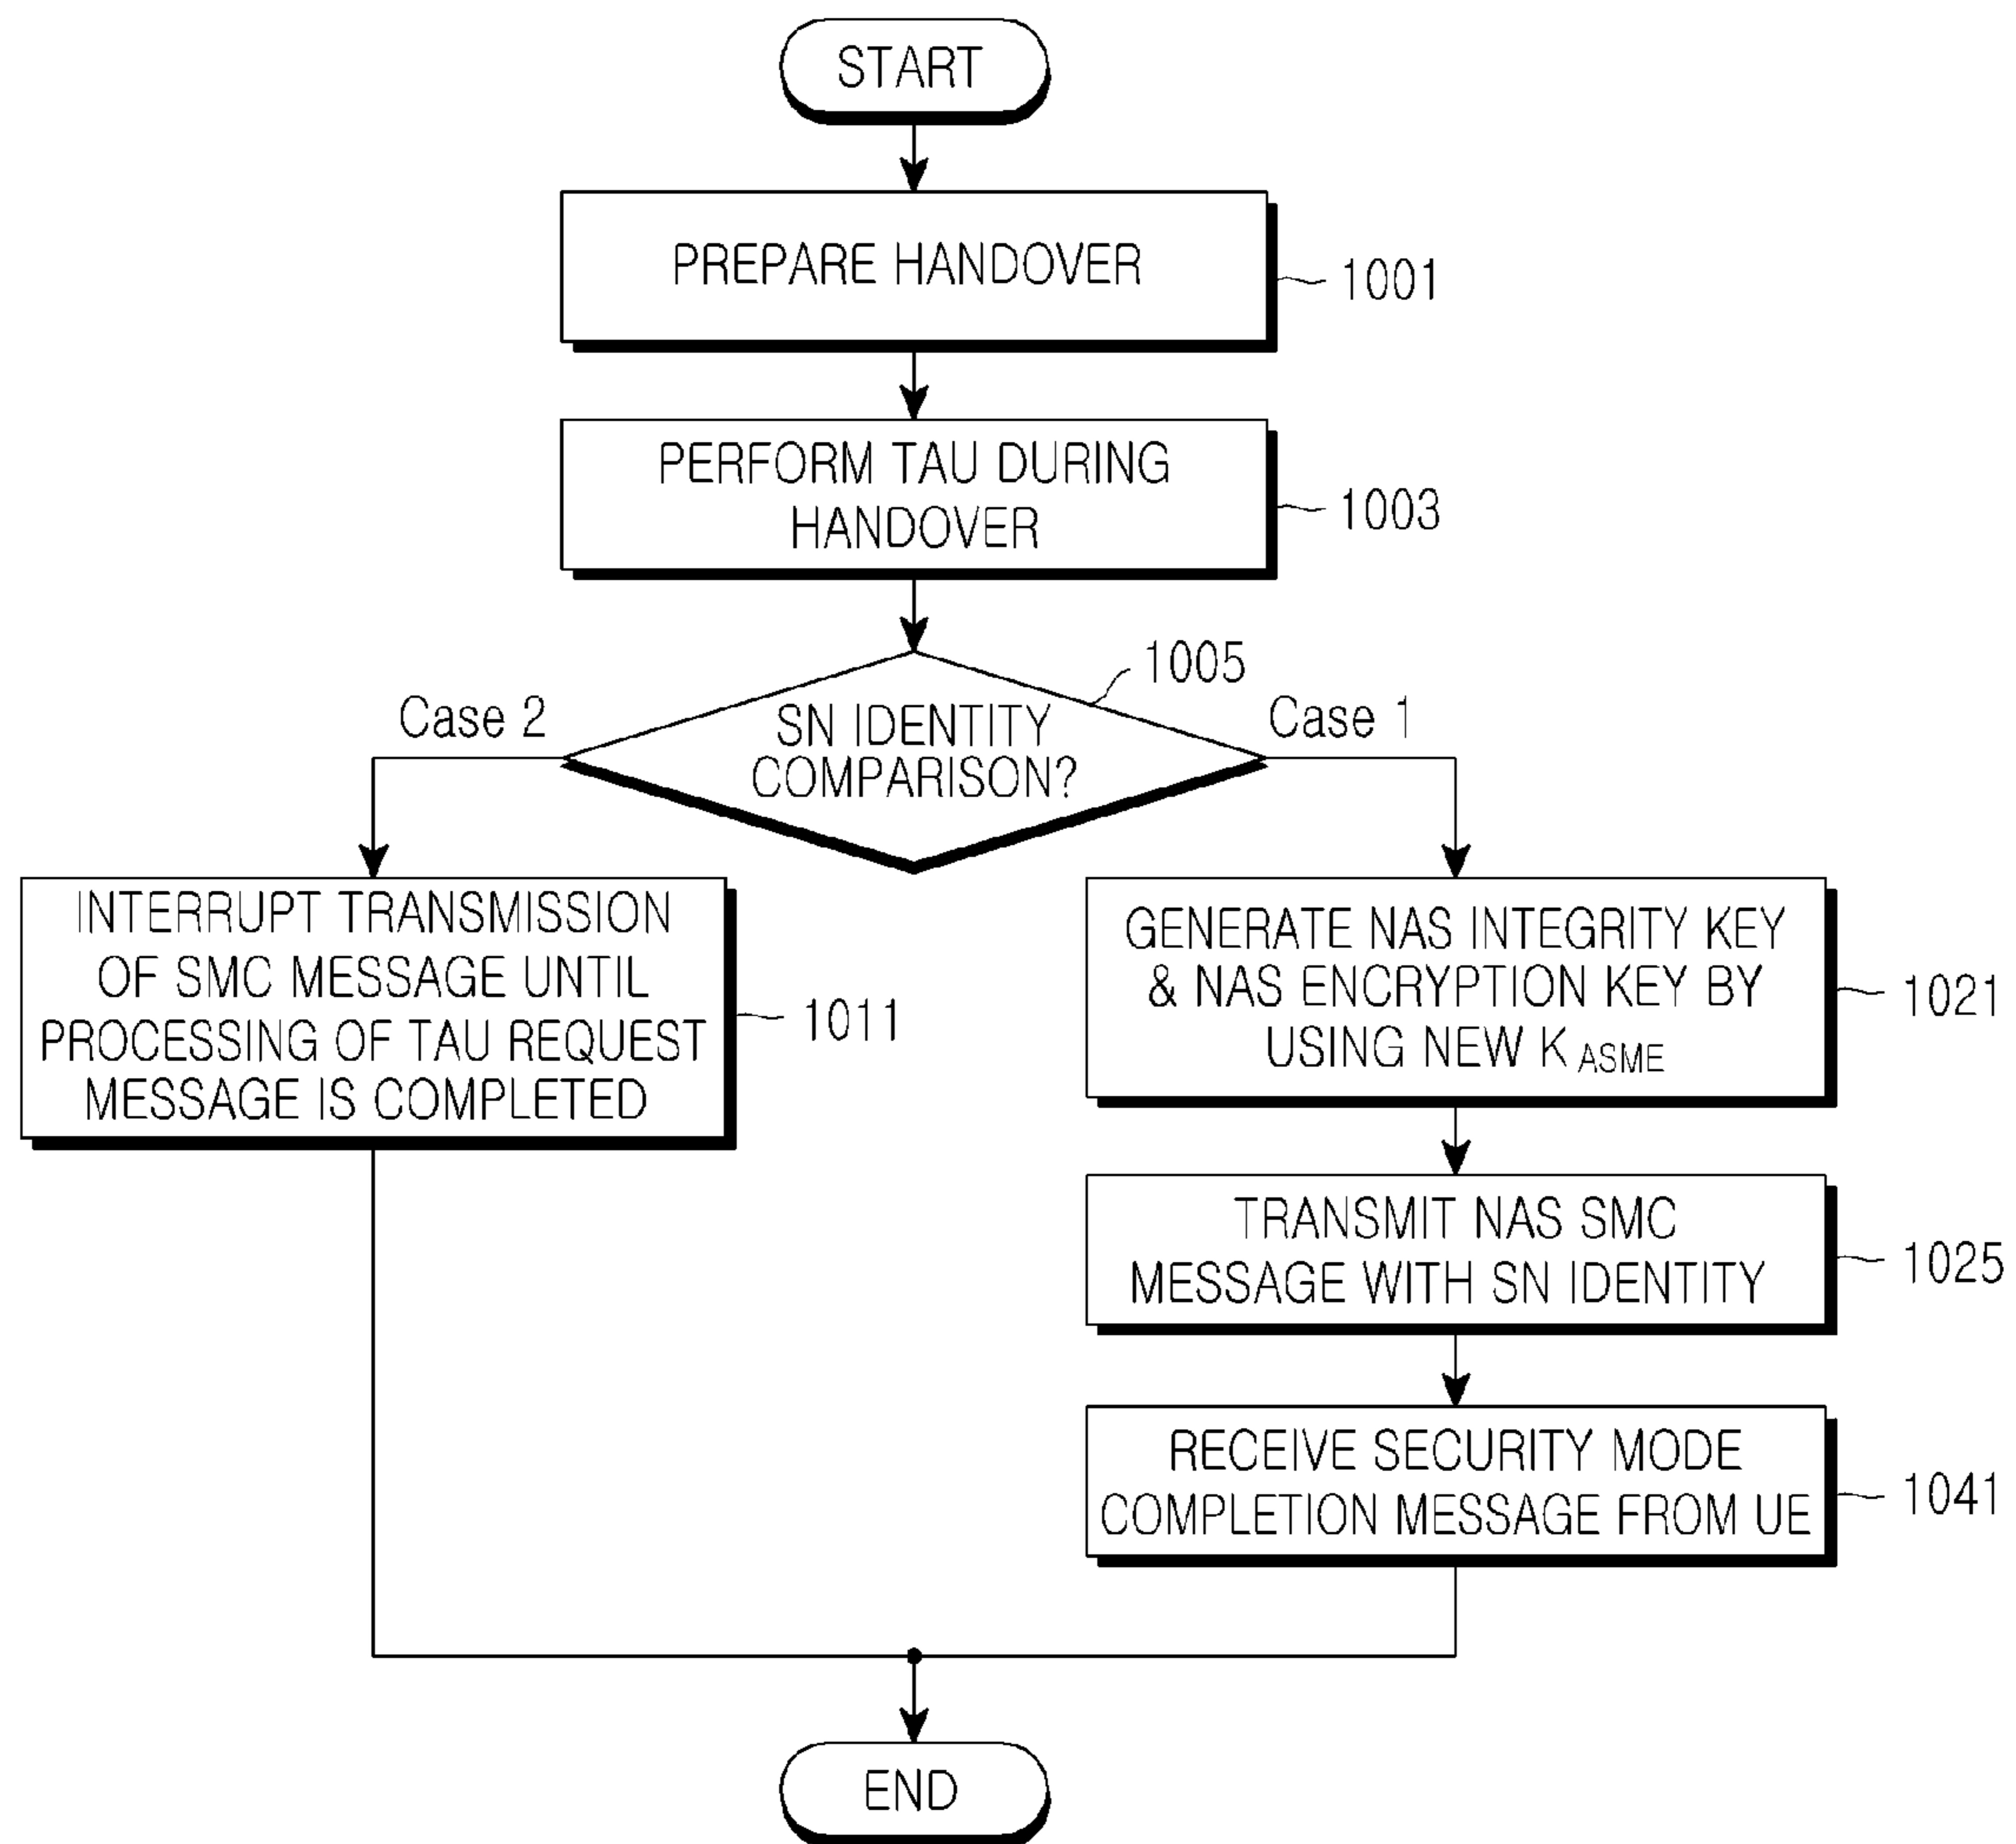 START
PREPARE HANDOVER
1001
PERFORM TAU DURING
HANDOVER
1003
1005
SN IDENTITY
COMPARISON?
Case 2
Case 1
INTERRUPT TRANSMISSION
OF SMC MESSAGE UNTIL
PROCESSING OF TAU REQUEST
MESSAGE IS COMPLETED
1011
GENERATE NAS INTEGRITY KEY
& NAS ENCRYPTION KEY BY
USING NEW K ASME
1021
TRANSMIT NAS SMC
MESSAGE WITH SN IDENTITY
1025
RECEIVE SECURITY MODE
COMPLETION MESSAGE FROM UE
1041
END